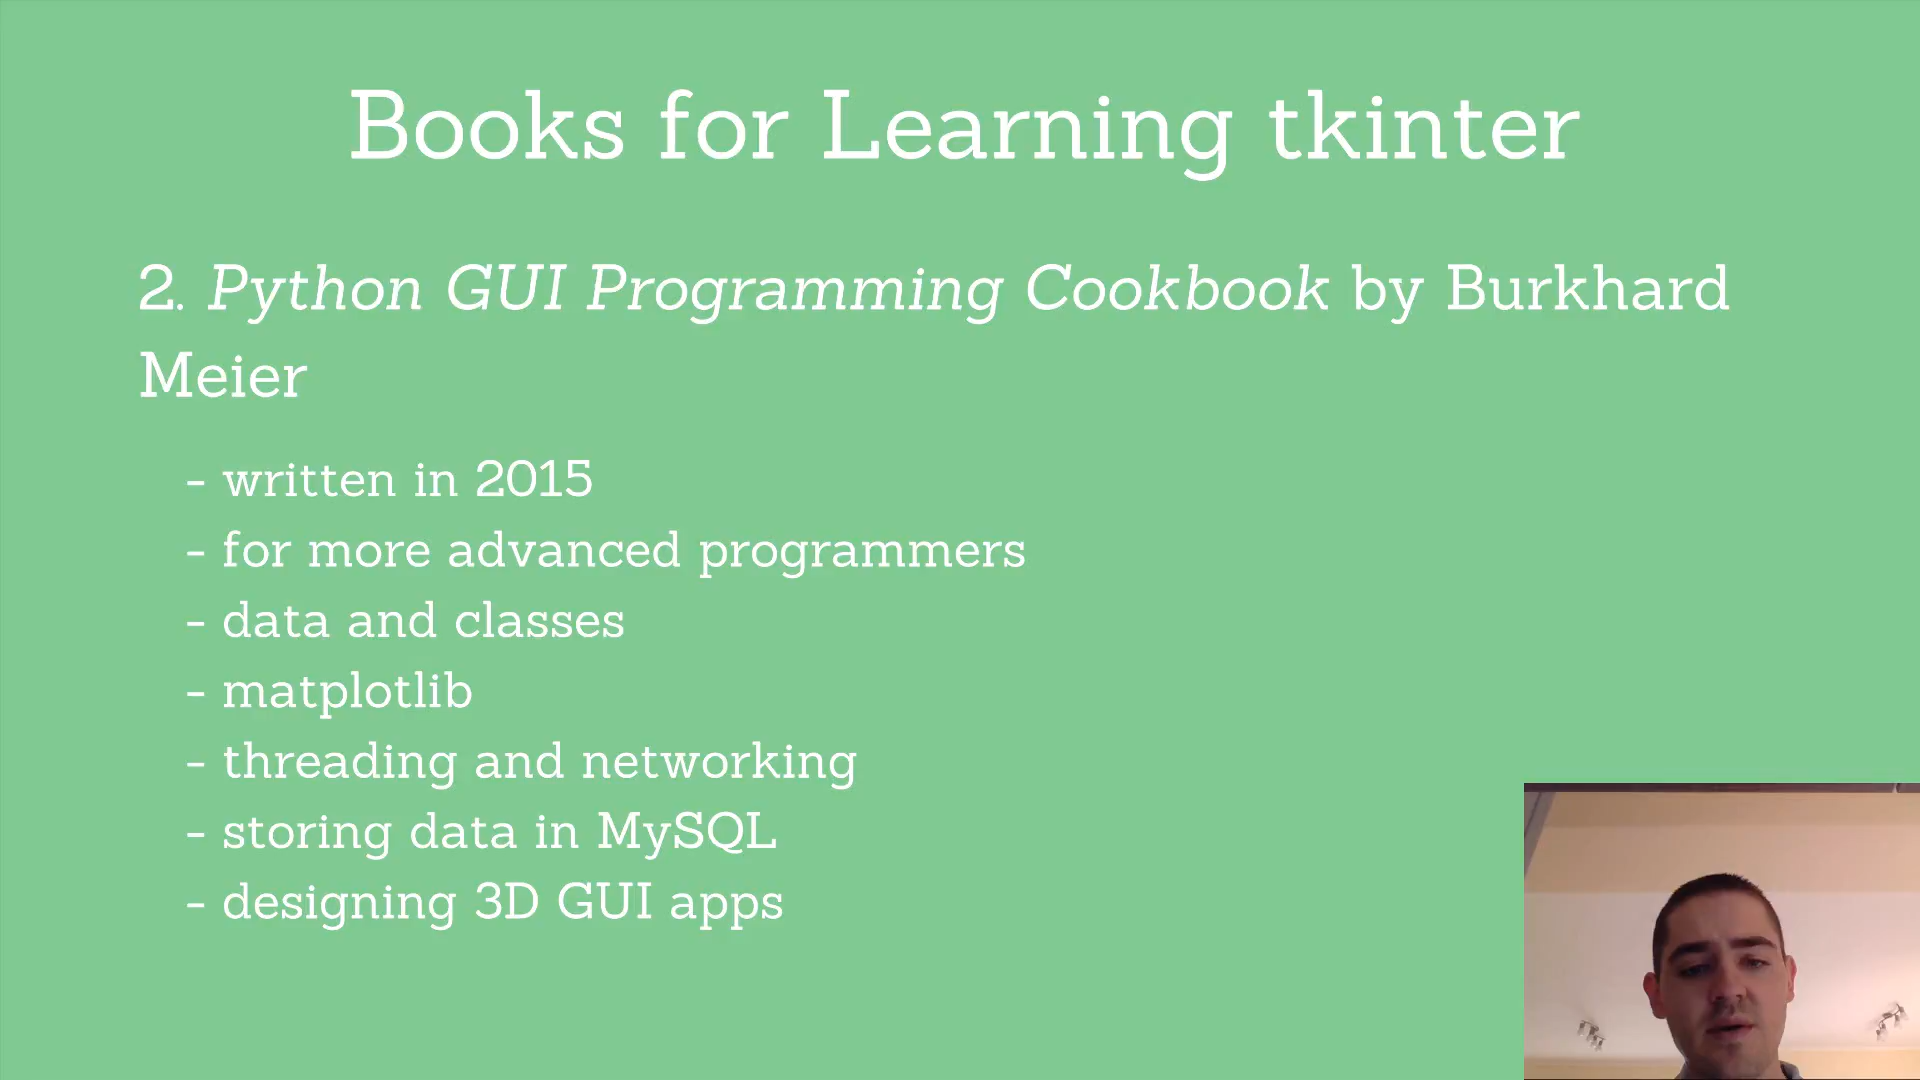 Books for Learning tkinter
2. Python GUI Programming Cookbook by Burkhard
Meier
- written in 2015
- for more advanced programmers
- data and classes
- matplotlib
- threading and networking
- storing data in MySQL
- designing 3D GUI apps